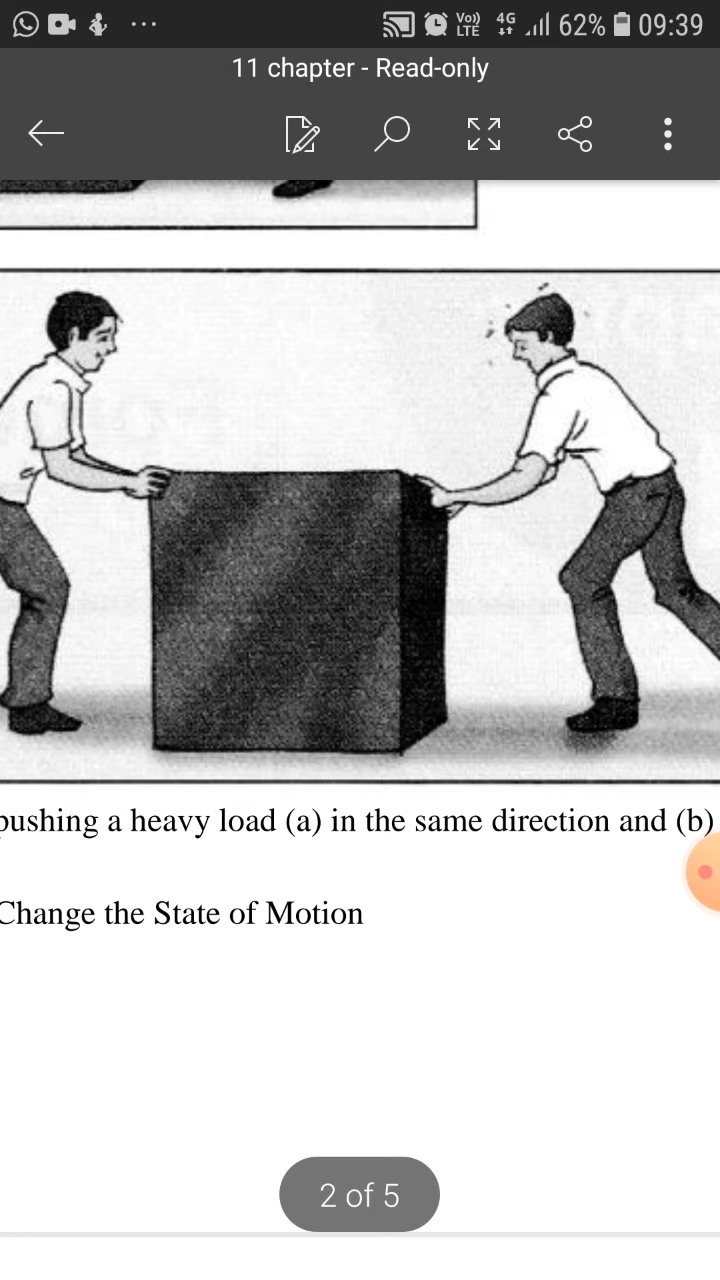 Vo)) 4G
LTE 62% 09:39
11 chapter - Read-only
pushing a heavy load (a) in the same direction and (b)
Change the State of Motion
2 of 5